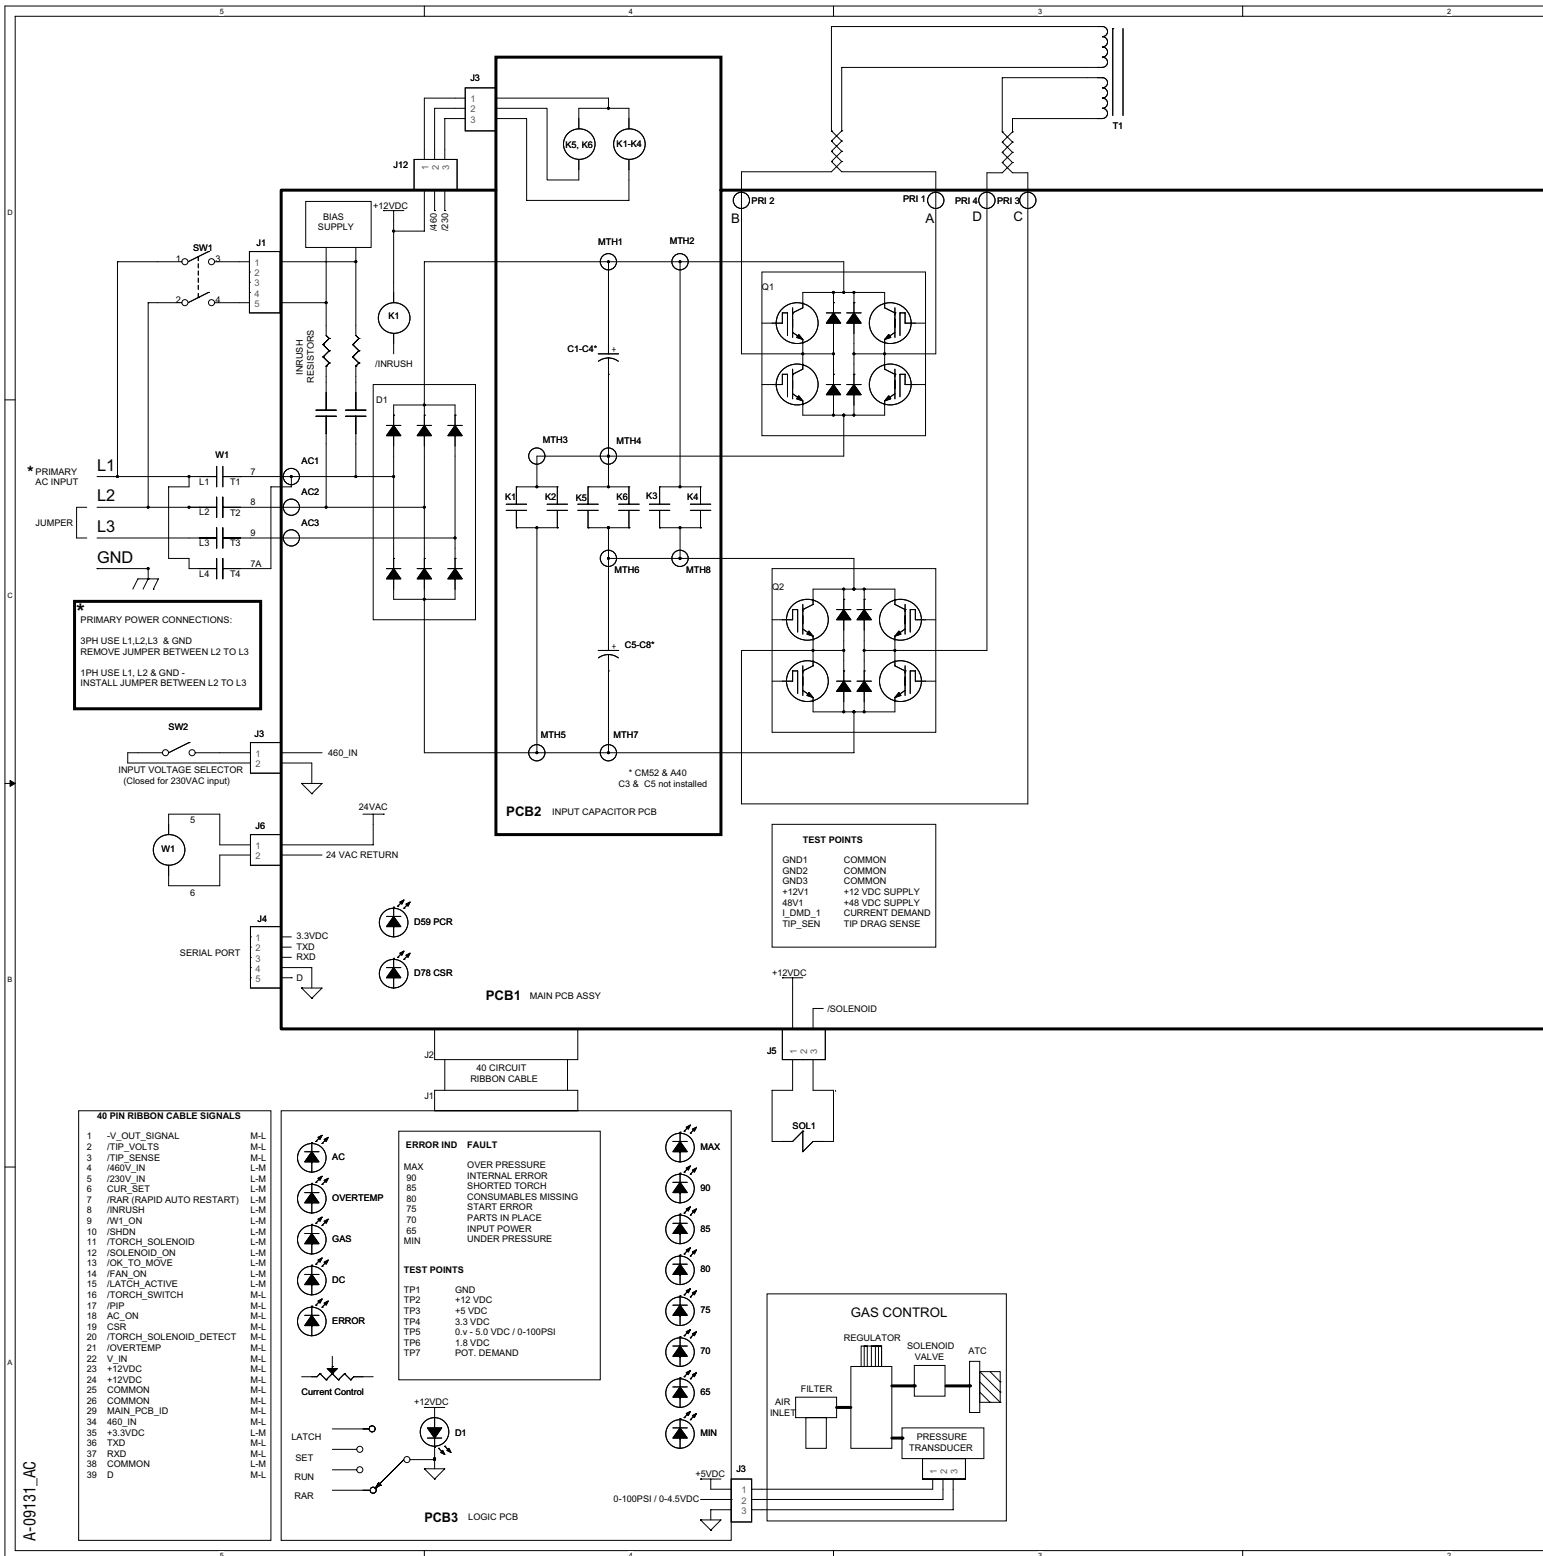 5
4
3
2
J3
1
2
3
K5, K6
K1-K4
T1
J12
1
2
3
D
+12VDC
/460
/230
BIAS
SUPPLY
PRI 2
PRI 1
PRI 4
PRI 3
B
A
D
C
SW1
J1
1
3
2
4
1
2
3
4
5
MTH1
MTH2
Q1
K1
INRUSH
RESISTORS
/INRUSH
C1-C4*
+
D1
MTH3
MTH4
* PRIMARY
AC INPUT
L1
W1
L1
T1
7
AC1
L2
L2
T2
8
AC2
JUMPER
L3
L3
T3
9
AC3
GND
L4
T4
7A
K1
K2
K5
K6
K3
K4
MTH6
MTH8
C
Q2
*
PRIMARY POWER CONNECTIONS:
3PH USE L1,L2,L3 & GND
REMOVE JUMPER BETWEEN L2 TO L3
1PH USE L1, L2 & GND -
INSTALL JUMPER BETWEEN L2 TO L3
+
C5-C8*
SW2
J3
1
2
460_IN
INPUT VOLTAGE SELECTOR
(Closed for 230VAC input)
MTH5
MTH7
* CM52 & A40
C3 & C5 not installed
PCB2 INPUT CAPACITOR PCB
24VAC
5
W1
6
J6
1
2
24 VAC RETURN
TEST POINTS
GND1 COMMON
GND2 COMMON
GND3 COMMON
+12V1 +12 VDC SUPPLY
48V1 +48 VDC SUPPLY
I_DMD_1 CURRENT DEMAND
TIP_SEN TIP DRAG SENSE
J4
SERIAL PORT
1 3.3VDC
2 TXD
3 RXD
4
5 D
D59 PCR
D78 CSR
B
PCB1 MAIN PCB ASSY
+12VDC
/SOLENOID
J5
1
2
3
SOL1
J2
40 CIRCUIT
RIBBON CABLE
J1
40 PIN RIBBON CABLE SIGNALS
1 -V_OUT_SIGNAL M-L
2 /TIP_VOLTS M-L
3 /TIP_SENSE M-L
4 /460V_IN L-M
5 /230V_IN L-M
6 CUR_SET L-M
7 /RAR (RAPID AUTO RESTART) L-M
8 /INRUSH L-M
9 /W1_ON L-M
10 /SHDN L-M
11 /TORCH_SOLENOID L-M
12 /SOLENOID_ON L-M
13 /OK_TO_MOVE L-M
14 /FAN_ON L-M
15 /LATCH_ACTIVE L-M
16 /TORCH_SWITCH M-L
17 /PIP M-L
18 AC_ON M-L
19 CSR M-L
20 /TORCH_SOLENOID_DETECT M-L
21 /OVERTEMP M-L
22 V_IN M-L
23 +12VDC M-L
24 +12VDC M-L
25 COMMON M-L
26 COMMON M-L
29 MAIN_PCB_ID M-L
34 460_IN M-L
35 +3.3VDC L-M
36 TXD M-L
37 RXD M-L
38 COMMON L-M
39 D M-L
AC
OVERTEMP
GAS
DC
ERROR
Current Control
ERROR IND FAULT
MAX OVER PRESSURE
90 INTERNAL ERROR
85 SHORTED TORCH
80 CONSUMABLES MISSING
75 START ERROR
70 PARTS IN PLACE
65 INPUT POWER
MIN UNDER PRESSURE
TEST POINTS
TP1 GND
TP2 +12 VDC
TP3 +5 VDC
TP4 3.3 VDC
TP5 0.v - 5.0 VDC / 0-100PSI
TP6 1.8 VDC
TP7 POT. DEMAND
MAX
90
85
80
75
70
65
MIN
+12VDC
D1
LATCH
SET
RUN
RAR
PCB3 LOGIC PCB
GAS CONTROL
REGULATOR
SOLENOID
VALVE
ATC
FILTER
AIR
INLET
PRESSURE
TRANSDUCER
1
2
3
+5VDC
J3
0-100PSI / 0-4.5VDC
1
2
3
A
A-09131_AC
5
4
3
2